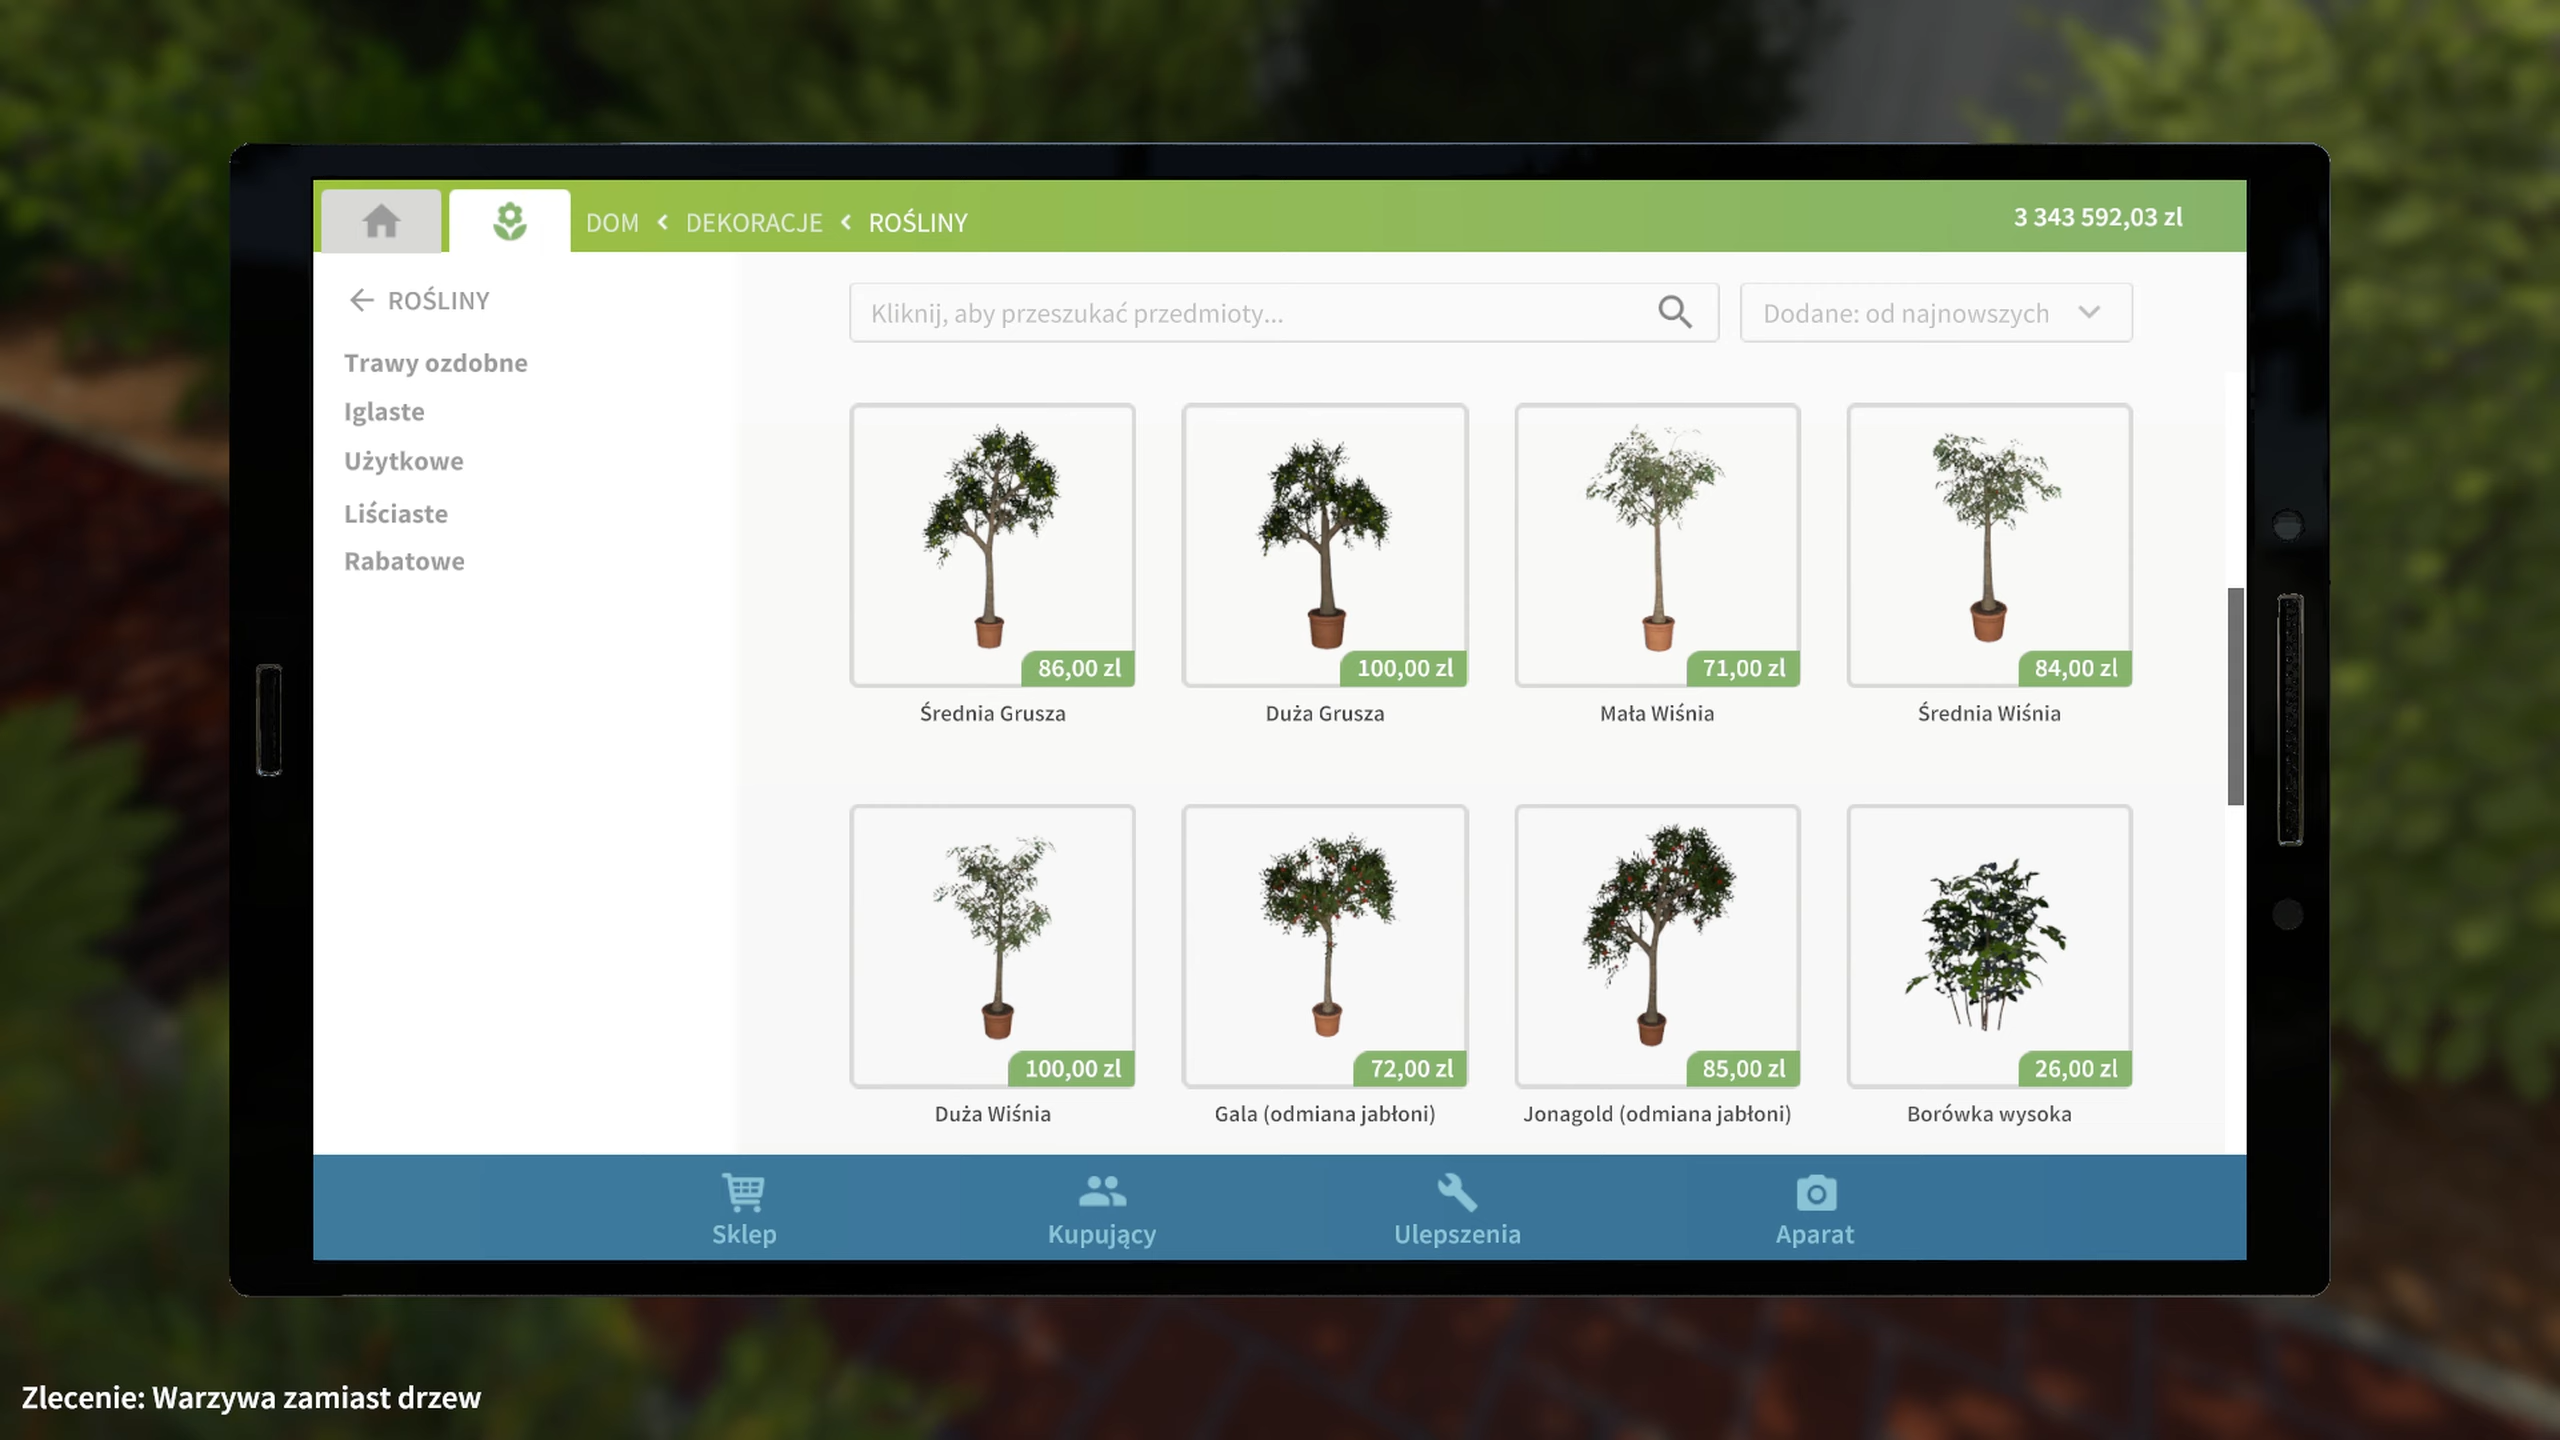 DOM < DEKORACJE < ROŚLINY
3 343 592,03 zl
ROŚLINY
Trawy ozdobne
Iglaste
Użytkowe
Liściaste
Rabatowe
Kliknij, aby przeszukać przedmioty...
Dodane: od najnowszych
86,00 zl
100,00 zl
71,00 zl
84,00 zl
Średnia Grusza
Duża Grusza
Mała Wiśnia
Średnia Wiśnia
100,00 zl
72,00 zl
85,00 zl
26,00 zl
Duża Wiśnia
Gala (odmiana jabłoni)
Jonagold (odmiana jabłoni)
Borówka wysoka
Sklep
Kupujący
Ulepszenia
Aparat
Zlecenie: Warzywa zamiast drzew